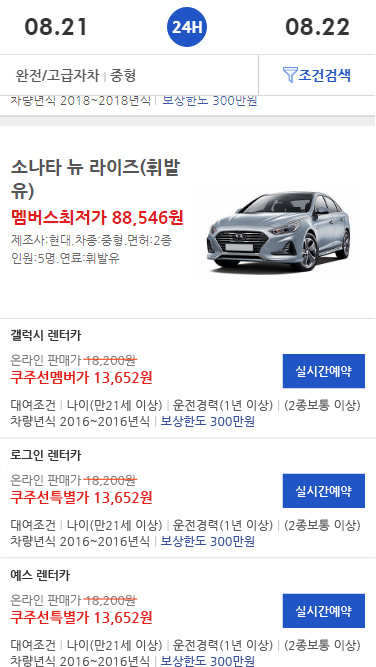 08.21 24H 08.22
완전/고급자차 | 중형 조건검색
차량년식 2018~2018년식 | 보상한도 300만원
소나타 뉴 라이즈(휘발
유)
멤버스최저가 88,546원
제조사:현대.차종:중형.면허:2종
인원:5명.연료:휘발유
갤럭시 렌터카
온라인 판매가 18,200원
쿠주선멤버가 13,652원
실시간예약
대여조건 | 나이(만21세 이상) | 운전경력(1년 이상) | (2종보통 이상)
차량년식 2016~2016년식 | 보상한도 300만원
로그인 렌터카
온라인 판매가 18,200원
쿠주선특별가 13,652원
실시간예약
대여조건 | 나이(만21세 이상) | 운전경력(1년 이상) | (2종보통 이상)
차량년식 2016~2016년식 | 보상한도 300만원
예스 렌터카
온라인 판매가 18,200원
쿠주선특별가 13,652원
실시간예약
대여조건 | 나이(만21세 이상) | 운전경력(1년 이상) | (2종보통 이상)
차량년식 2016~2016년식 | 보상한도 300만원